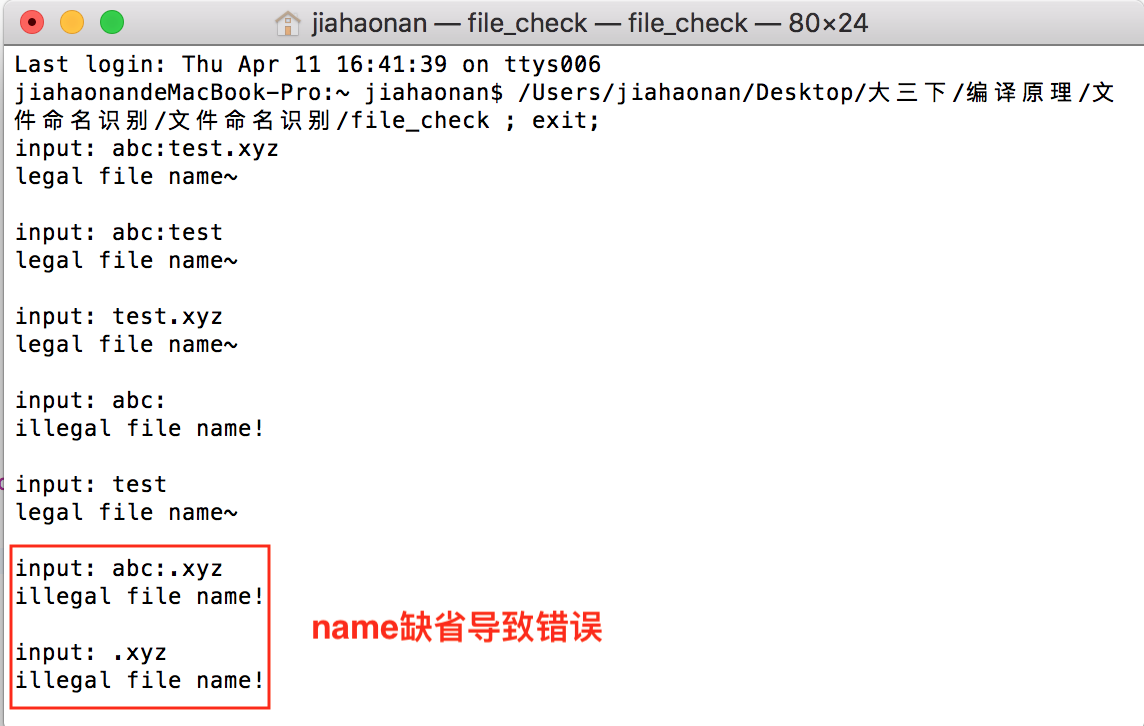 jiahaonan — file_check — file_check — 80×24
Last login: Thu Apr 11 16:41:39 on ttys006
jiahaonandeMacBook-Pro:~ jiahaonan$ /Users/jiahaonan/Desktop/大三下/编译原理/文
件命名识别/文件命名识别/file_check ; exit;
input: abc:test.xyz
legal file name~
input: abc:test
legal file name~
input: test.xyz
legal file name~
input: abc:
illegal file name!
input: test
legal file name~
input: abc:.xyz
illegal file name!
name缺省导致错误
input: .xyz
illegal file name!